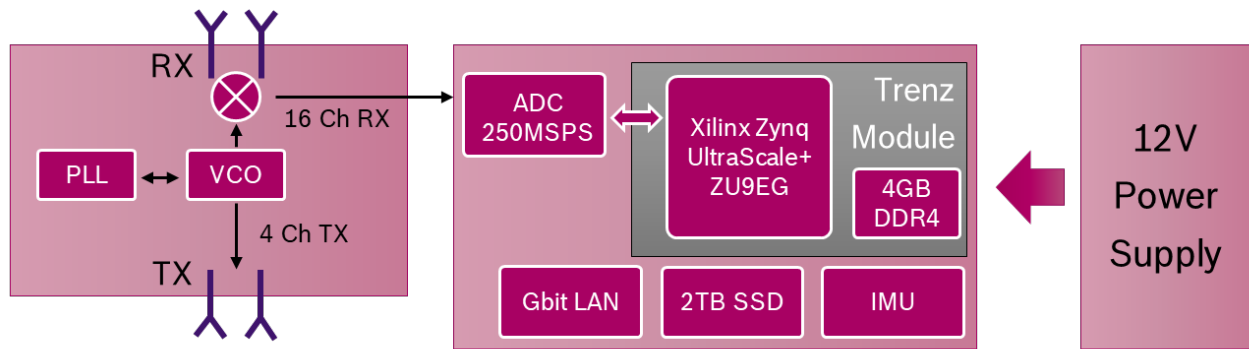 RX
16 Ch RX
PLL
VCO
4 Ch TX
TX
ADC
250MSPS
Xilinx Zynq
UltraScale+
ZU9EG
Trenz
Module
4GB
DDR4
Gbit LAN
2TB SSD
IMU
12V
Power
Supply